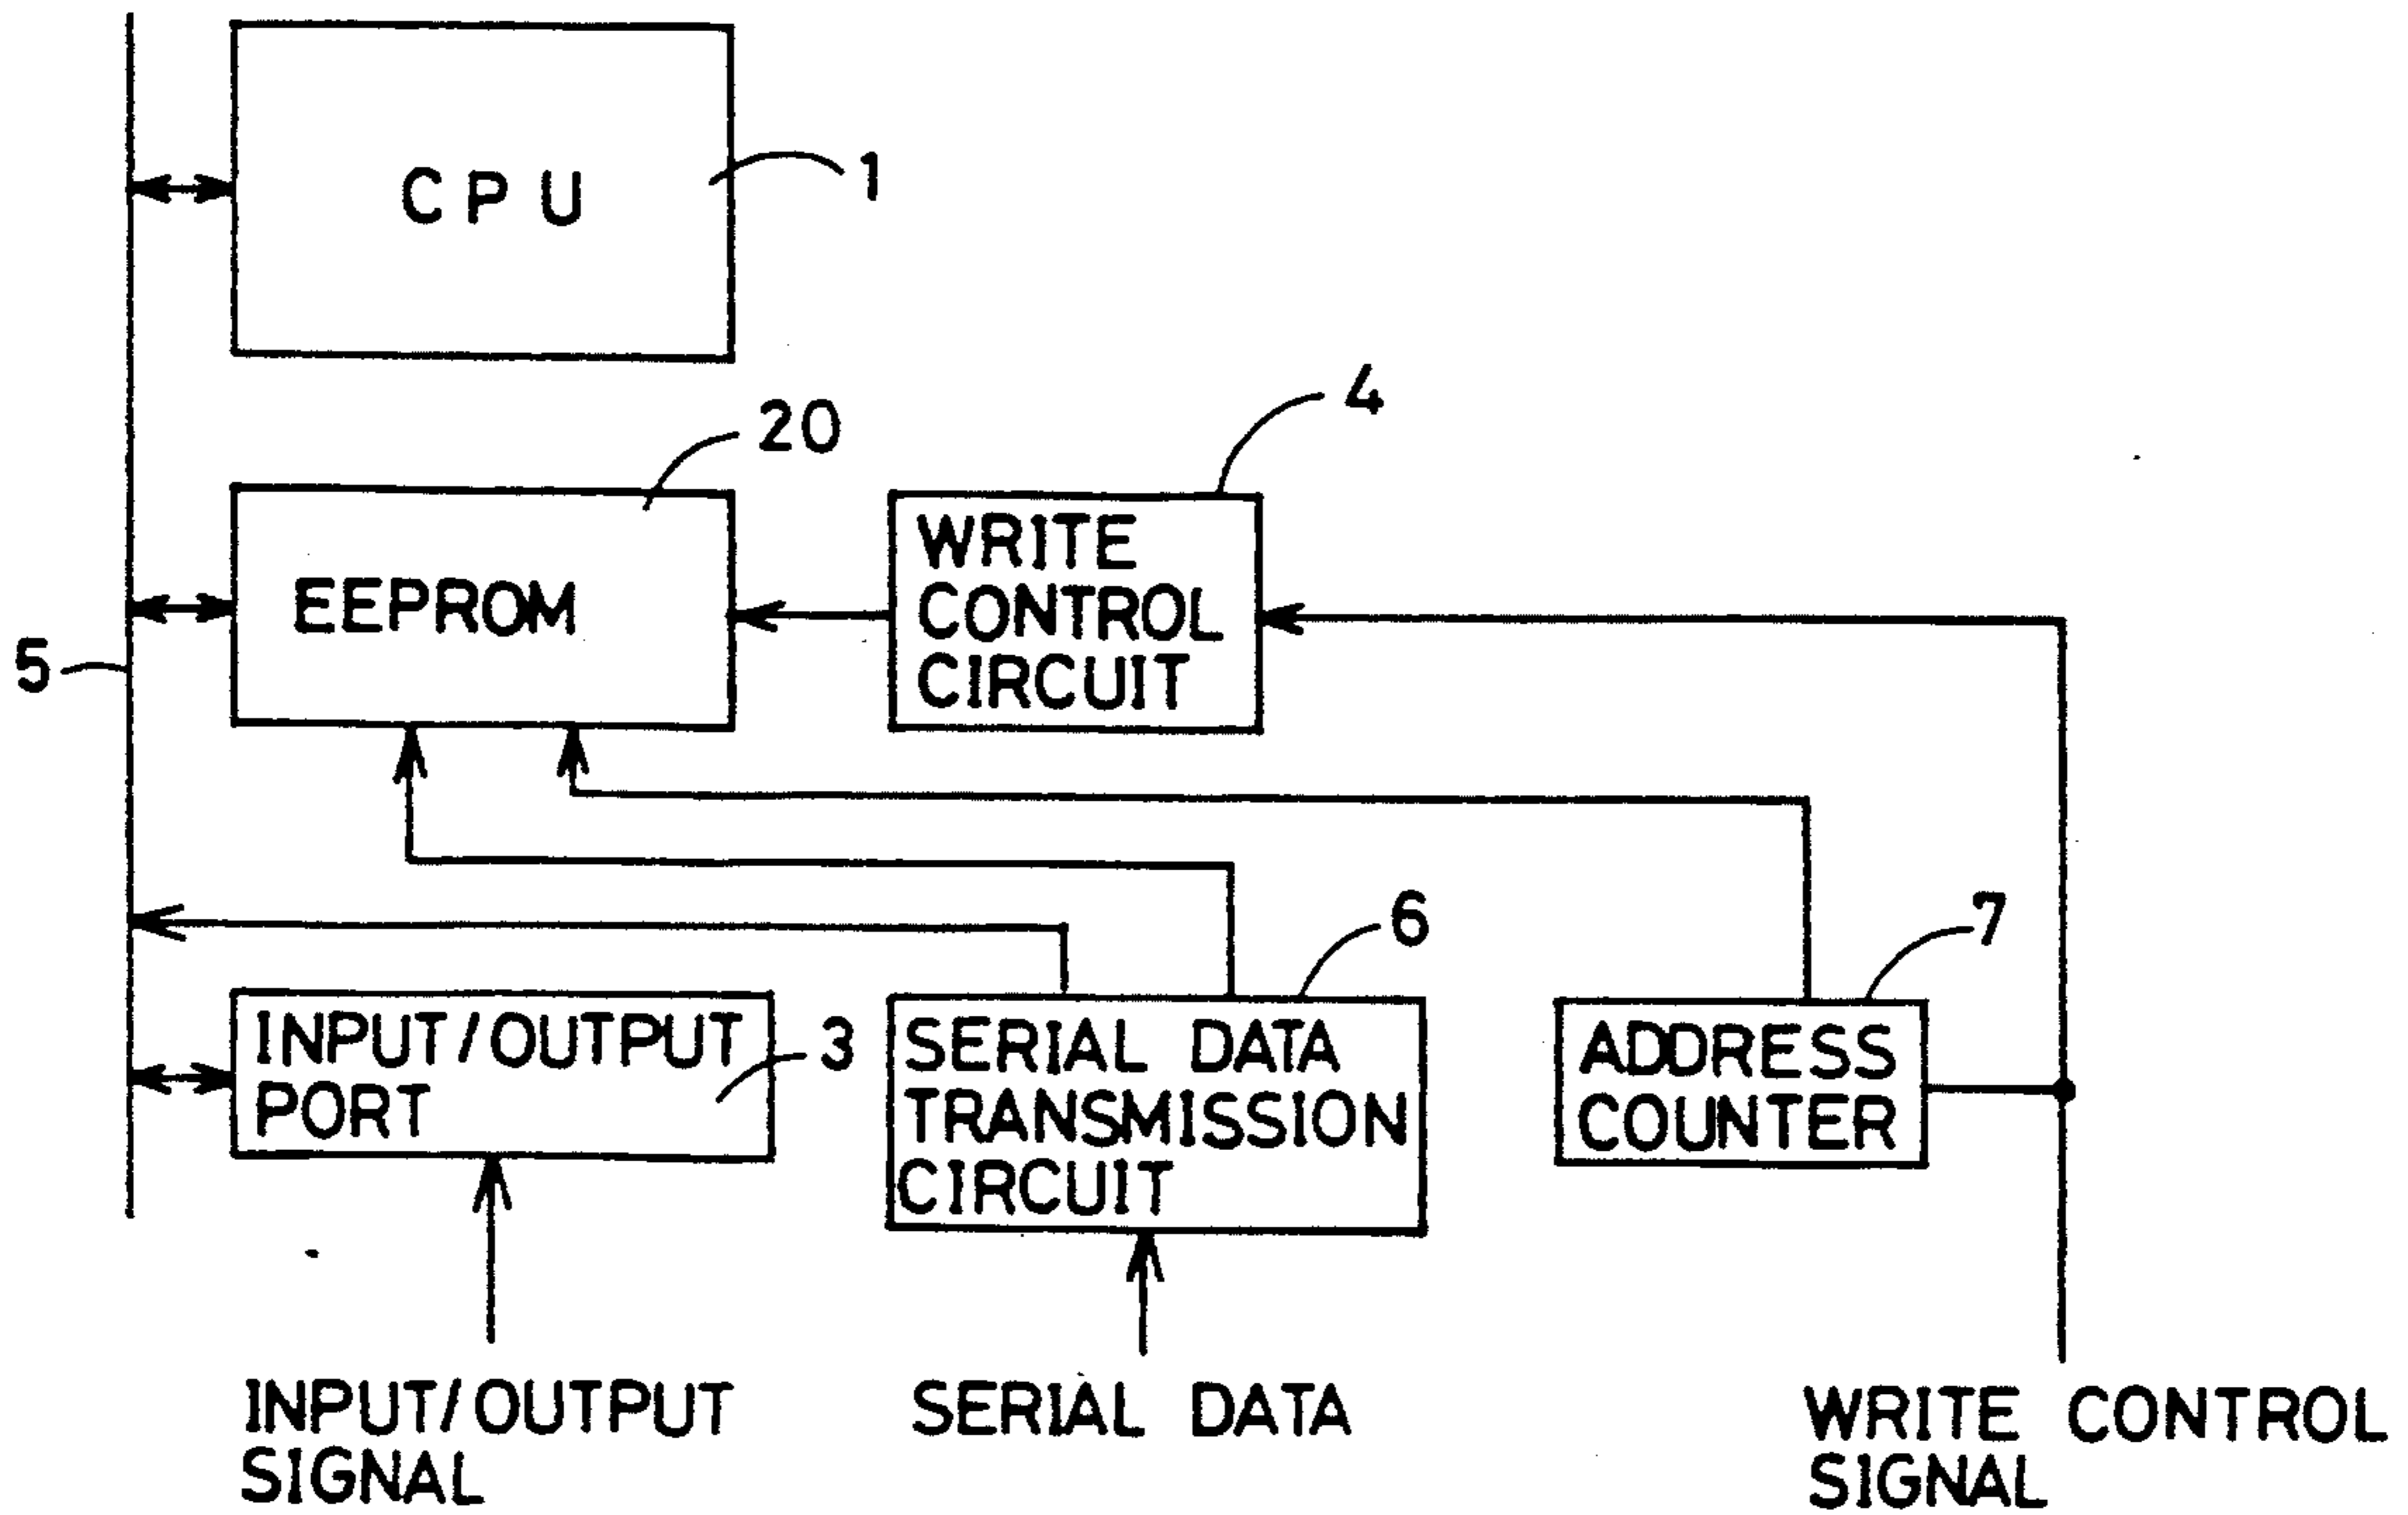 CPU
1
20
4
EEPROM
WRITE
CONTROL
CIRCUIT
5
6
7
INPUT/OUTPUT
PORT
3
SERIAL DATA
TRANSMISSION
CIRCUIT
ADDRESS
COUNTER
INPUT/OUTPUT
SIGNAL
SERIAL DATA
WRITE CONTROL
SIGNAL